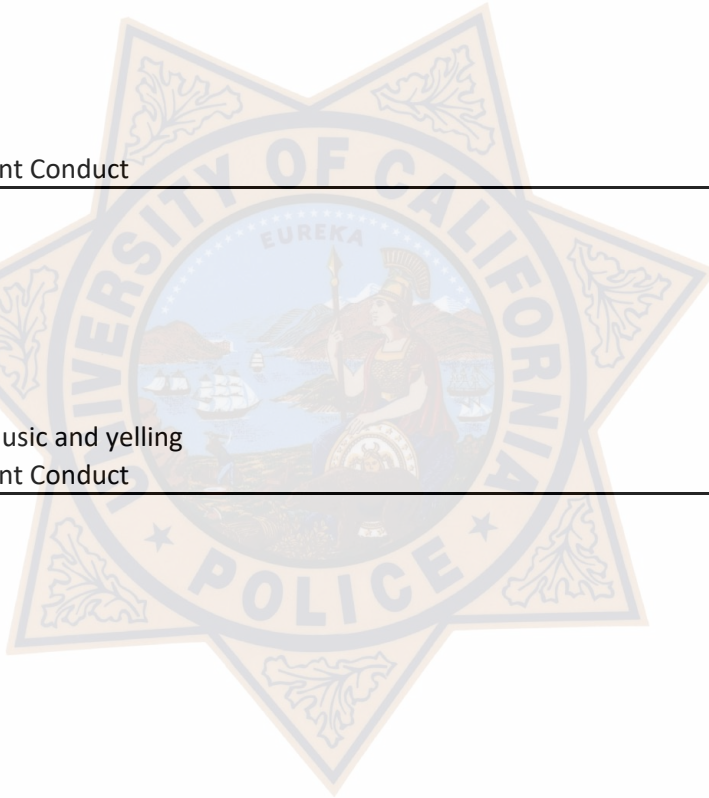 nt Conduct
UNIVERSITY OF CALIFORNIA
EUREKA
usic and yelling
nt Conduct
POLICE